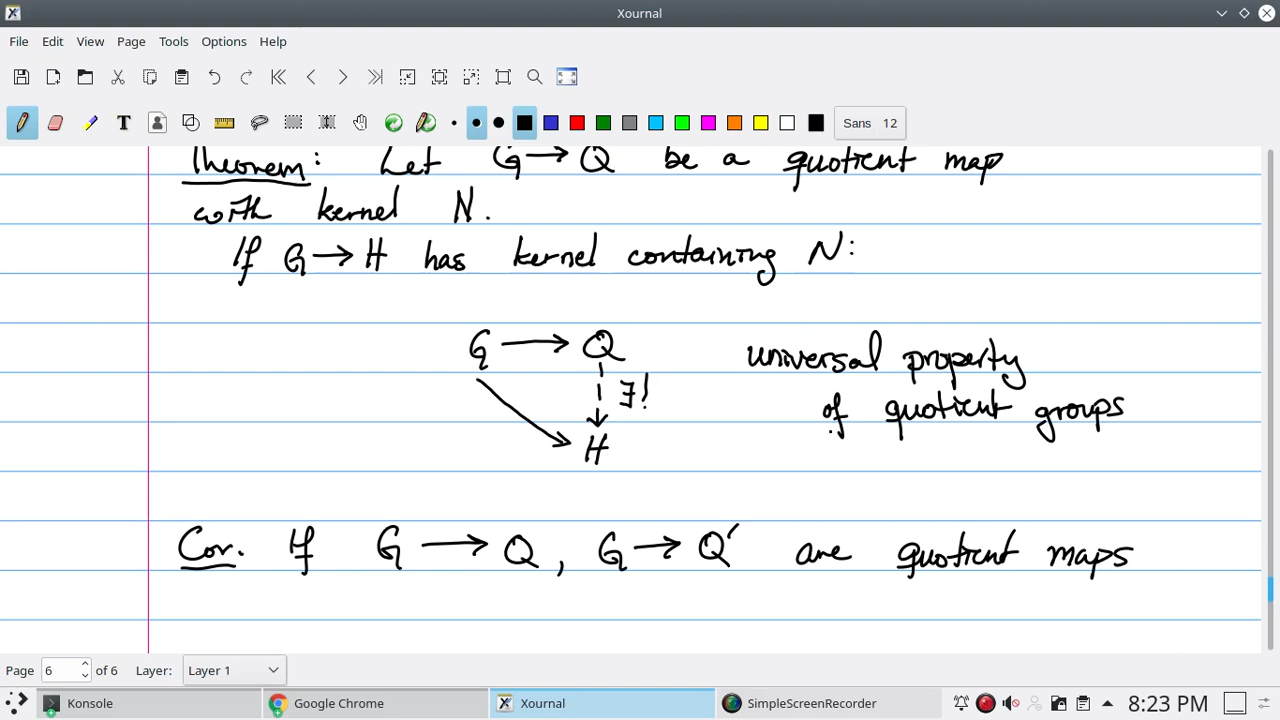 Xournal
File Edit View Page Tools Options Help
Sans 12
Theorem: Let G → Q be a quotient map
with kernel N.
If G → H has kernel containing N:
G → Q
∃!
H
universal property
of quotient groups
Cor. If G → Q, G → Q′ are quotient maps
Page 6 of 6 Layer: Layer 1
Konsole Google Chrome Xournal SimpleScreenRecorder 8:23 PM